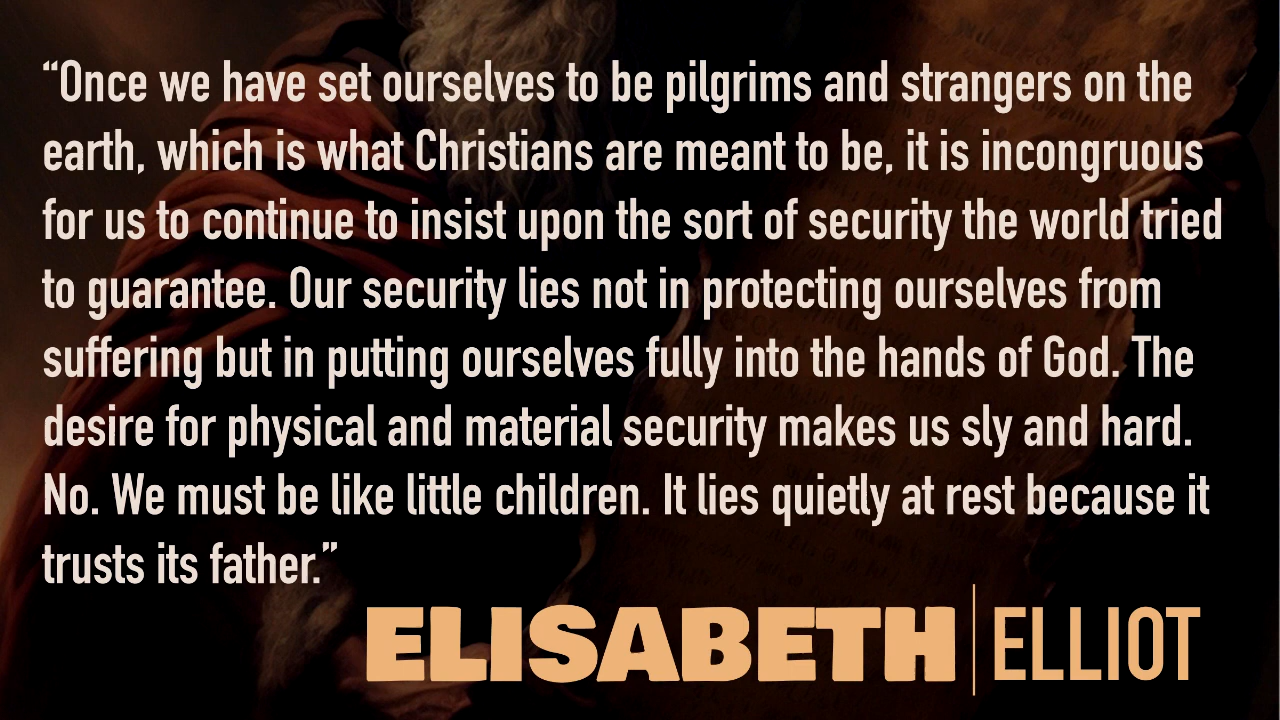 “Once we have set ourselves to be pilgrims and strangers on the
earth, which is what Christians are meant to be, it is incongruous
for us to continue to insist upon the sort of security the world tried
to guarantee. Our security lies not in protecting ourselves from
suffering but in putting ourselves fully into the hands of God. The
desire for physical and material security makes us sly and hard.
No. We must be like little children. It lies quietly at rest because it
trusts its father.”
ELISABETH ELLIOT